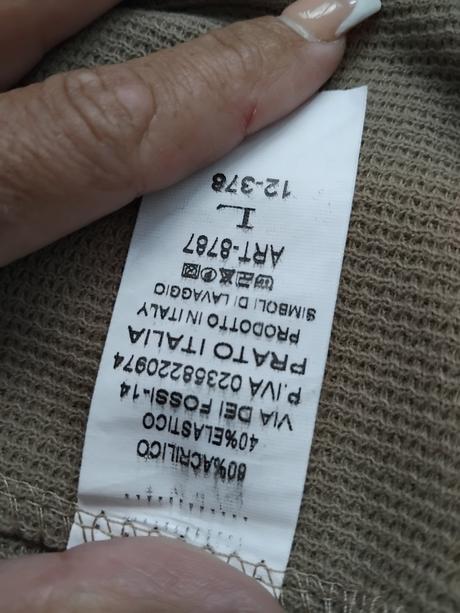 60%ACRILICO
40%ELASTICO
VIA DEI FOSSI-14
P.IVA 02358220974
PRATO ITALIA
PRODOTTO IN ITALY
SIMBOLI DI LAVAGGIO
ART-8787
L
12-378